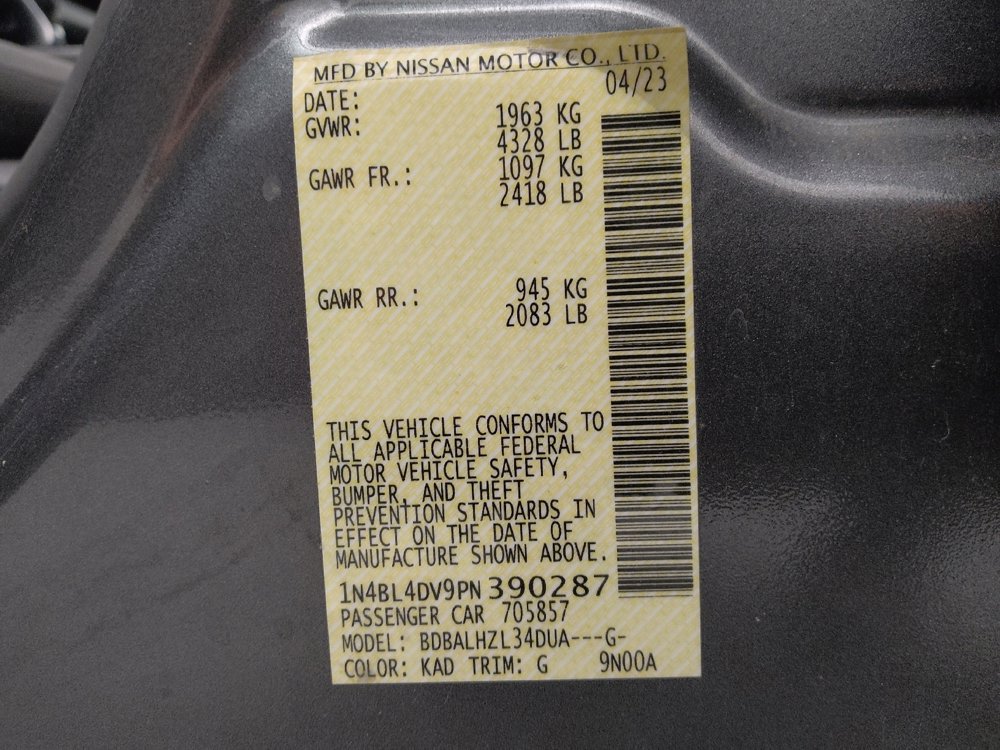 MFD BY NISSAN MOTOR CO., LTD.
DATE: 04/23
GVWR: 1963 KG
4328 LB
GAWR FR.: 1097 KG
2418 LB
GAWR RR.: 945 KG
2083 LB
THIS VEHICLE CONFORMS TO
ALL APPLICABLE FEDERAL
MOTOR VEHICLE SAFETY,
BUMPER, AND THEFT
PREVENTION STANDARDS IN
EFFECT ON THE DATE OF
MANUFACTURE SHOWN ABOVE.
1N4BL4DV9PN390287
PASSENGER CAR 705857
MODEL: BDBALHZL34DUA---G-
COLOR: KAD TRIM: G 9N00A